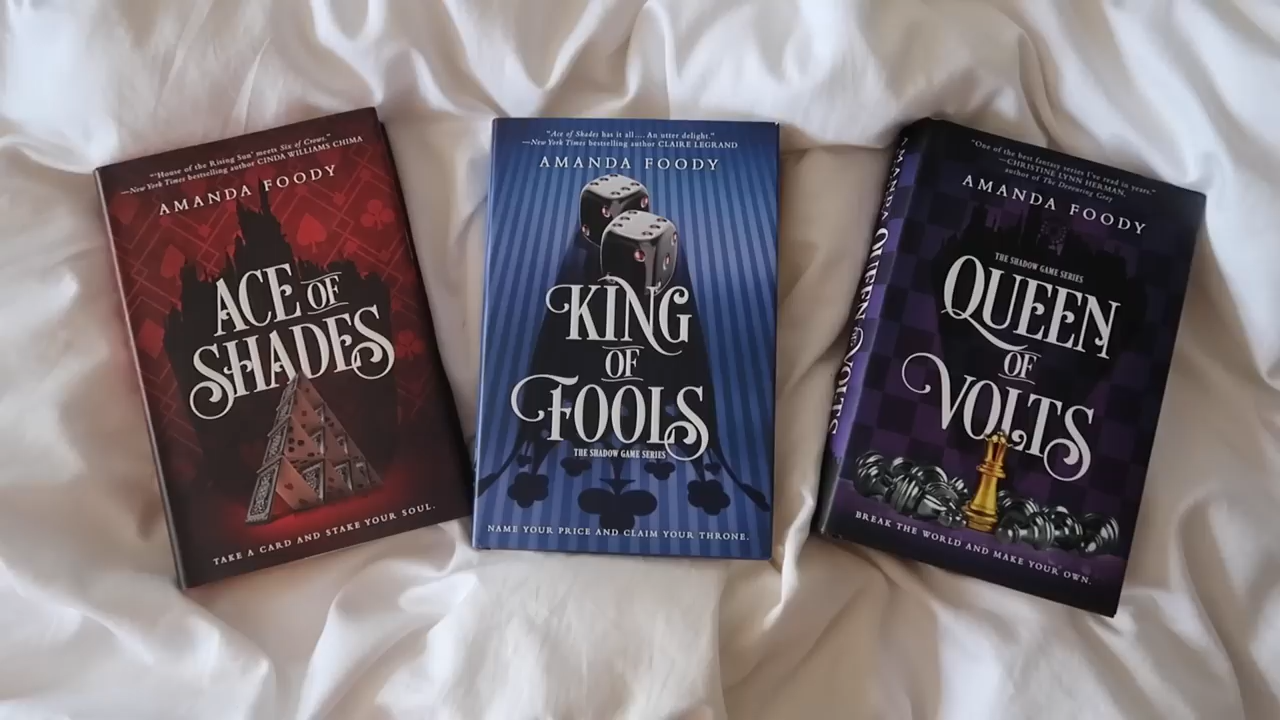 "'House of the Rising Sun' meets Six of Crows."
—New York Times bestselling author CINDA WILLIAMS CHIMA
AMANDA FOODY
ACE OF
SHADES
TAKE A CARD AND STAKE YOUR SOUL.
"Ace of Shades has it all.... An utter delight."
—New York Times bestselling author CLAIRE LEGRAND
AMANDA FOODY
KING
OF
FOOLS
THE SHADOW GAME SERIES
NAME YOUR PRICE AND CLAIM YOUR THRONE.
AMANDA QUEEN OF VOLTS
"One of the best fantasy series I've read in years."
—CHRISTINE LYNN HERMAN,
author of The Devouring Gray
AMANDA FOODY
THE SHADOW GAME SERIES
QUEEN
OF
VOLTS
BREAK THE WORLD AND MAKE YOUR OWN.